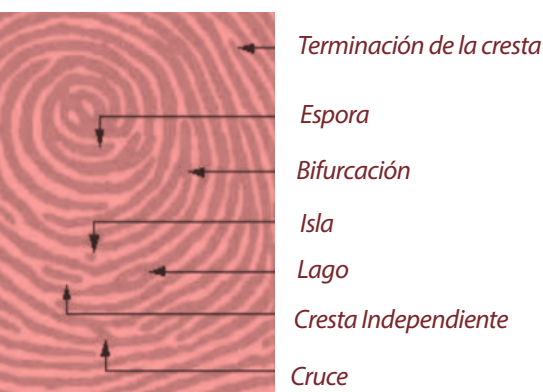 Terminación de la cresta
Espora
Bifurcación
Isla
Lago
Cresta Independiente
Cruce